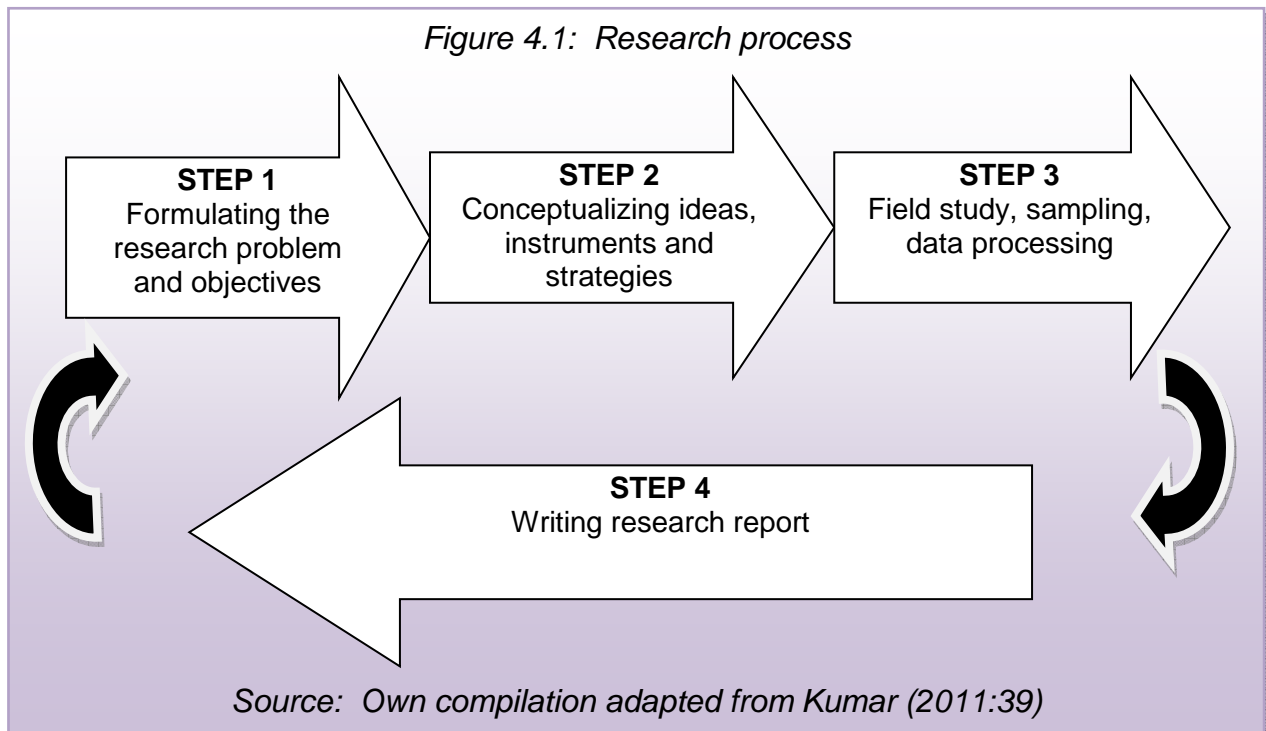 Figure 4.1: Research process
STEP 1
Formulating the
research problem
and objectives
STEP 2
Conceptualizing ideas,
instruments and
strategies
STEP 3
Field study, sampling,
data processing
STEP 4
Writing research report
Source: Own compilation adapted from Kumar (2011:39)